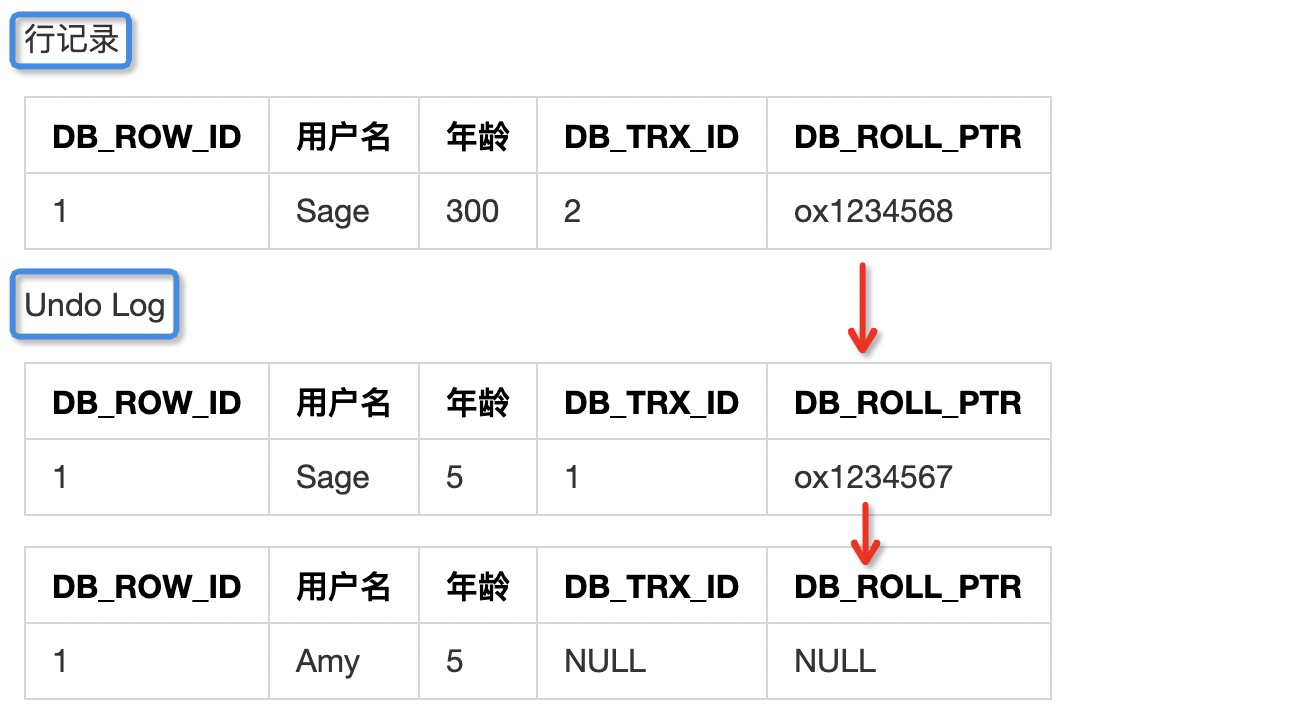 行记录
DB_ROW_ID 用户名 年龄 DB_TRX_ID DB_ROLL_PTR
1 Sage 300 2 ox1234568
Undo Log
DB_ROW_ID 用户名 年龄 DB_TRX_ID DB_ROLL_PTR
1 Sage 5 1 ox1234567
DB_ROW_ID 用户名 年龄 DB_TRX_ID DB_ROLL_PTR
1 Amy 5 NULL NULL